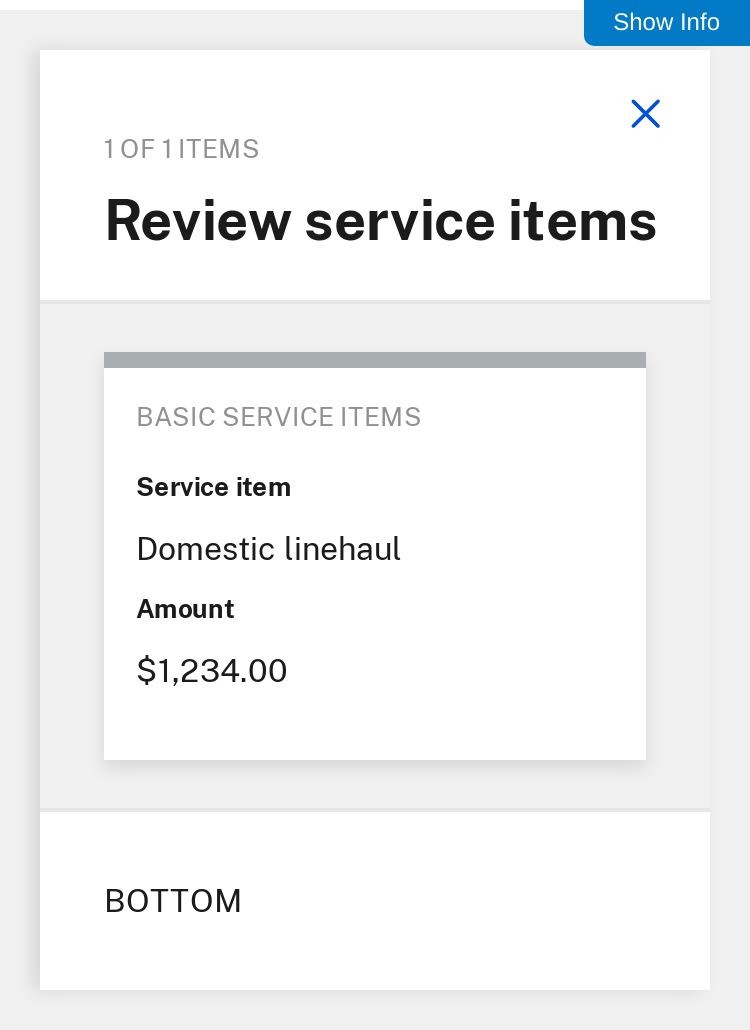 Show Info
1 OF 1 ITEMS
Review service items
BASIC SERVICE ITEMS
Service item
Domestic linehaul
Amount
$1,234.00
BOTTOM